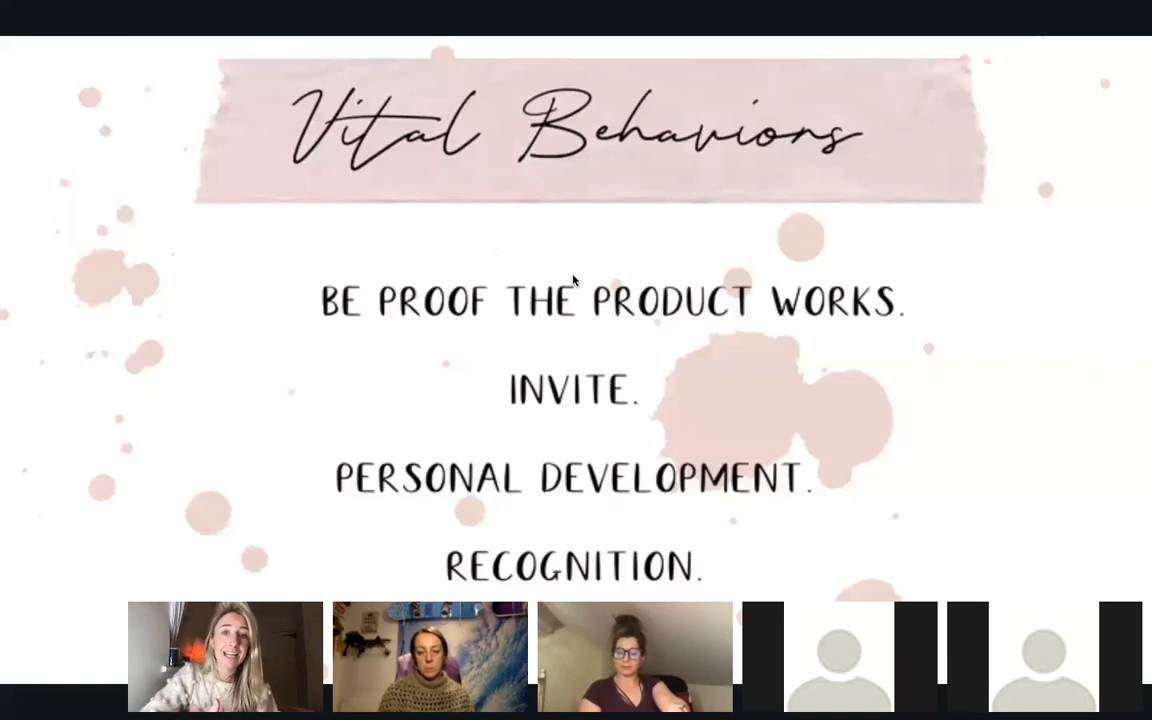 Vital Behaviors
BE PROOF THE PRODUCT WORKS.
INVITE.
PERSONAL DEVELOPMENT.
RECOGNITION.